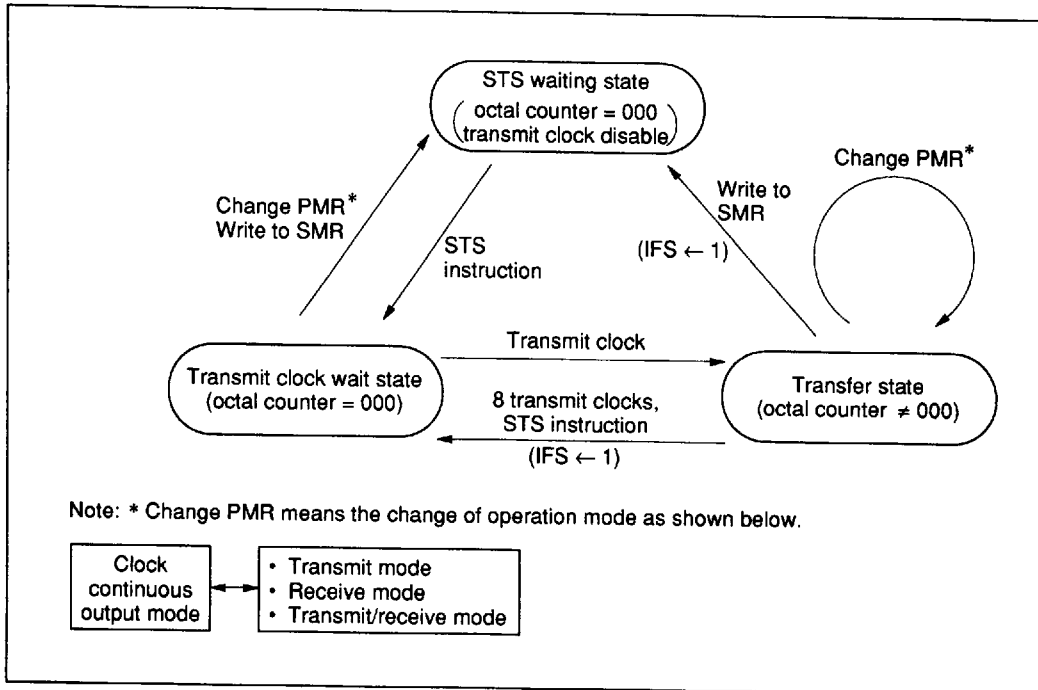 STS waiting state
(octal counter = 000
transmit clock disable)
Change PMR*
Change PMR*
Write to SMR
STS
instruction
Write to
SMR
(IFS ← 1)
Transmit clock
Transmit clock wait state
(octal counter = 000)
8 transmit clocks,
STS instruction
(IFS ← 1)
Transfer state
(octal counter ≠ 000)
Note: * Change PMR means the change of operation mode as shown below.
Clock
continuous
output mode
• Transmit mode
• Receive mode
• Transmit/receive mode